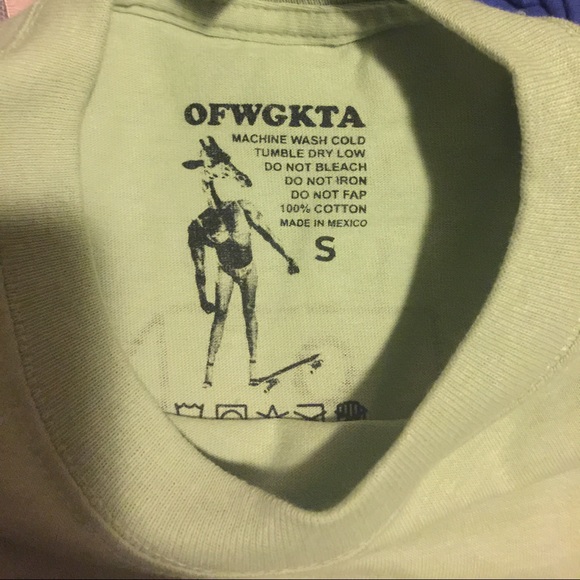 OFWGKTA
MACHINE WASH COLD
TUMBLE DRY LOW
DO NOT BLEACH
DO NOT IRON
DO NOT FAP
100% COTTON
MADE IN MEXICO
S